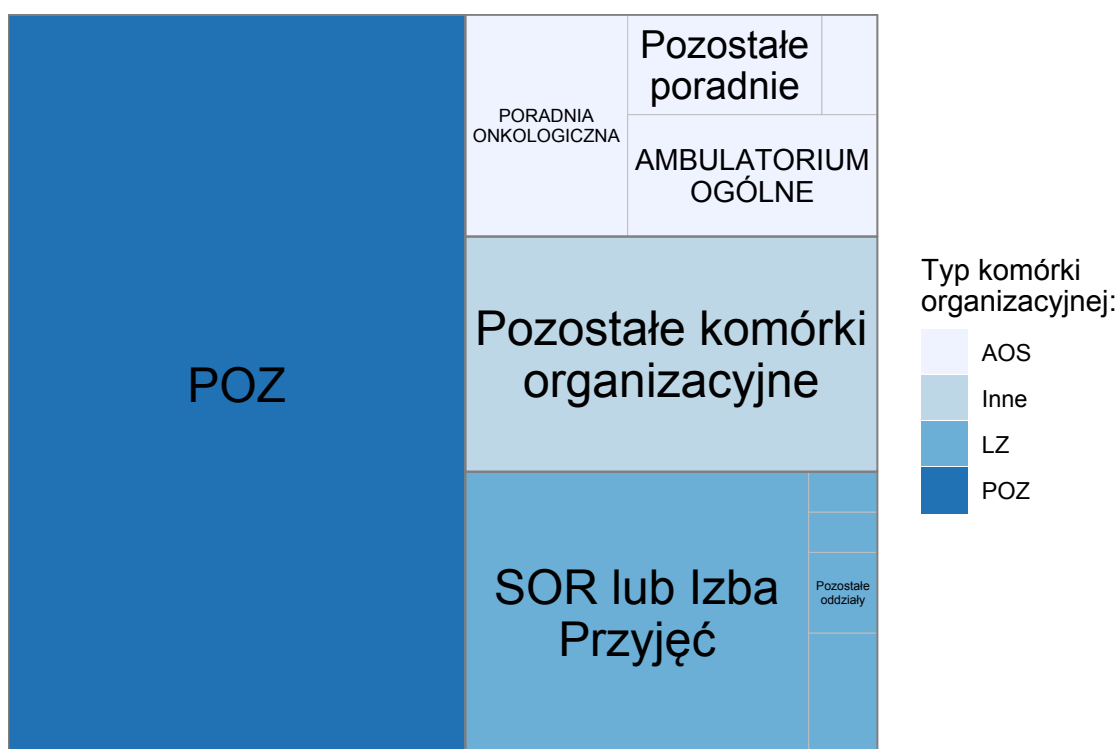 POZ
PORADNIA
ONKOLOGICZNA
Pozostałe
poradnie
AMBULATORIUM
OGÓLNE
Pozostałe komórki
organizacyjne
SOR lub Izba
Przyjęć
Pozostałe
oddziały
Typ komórki
organizacyjnej:
AOS
Inne
LZ
POZ